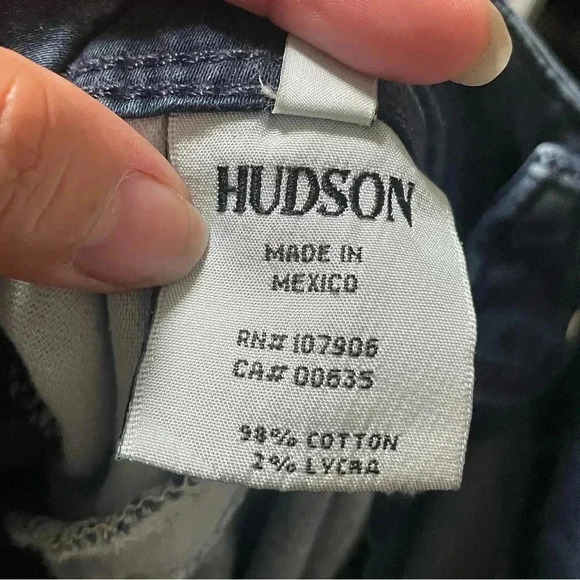 HUDSON
MADE IN
MEXICO
RN# 107906
CA# 00635
98% COTTON
2% LYCRA